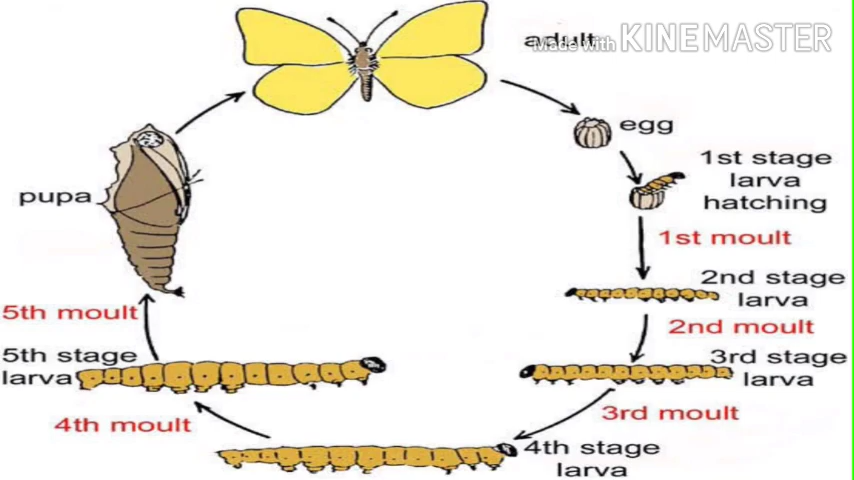 adult
Made with KINEMASTER
egg
1st stage
larva
hatching
1st moult
2nd stage
larva
2nd moult
3rd stage
larva
3rd moult
4th stage
larva
4th moult
5th stage
larva
5th moult
pupa